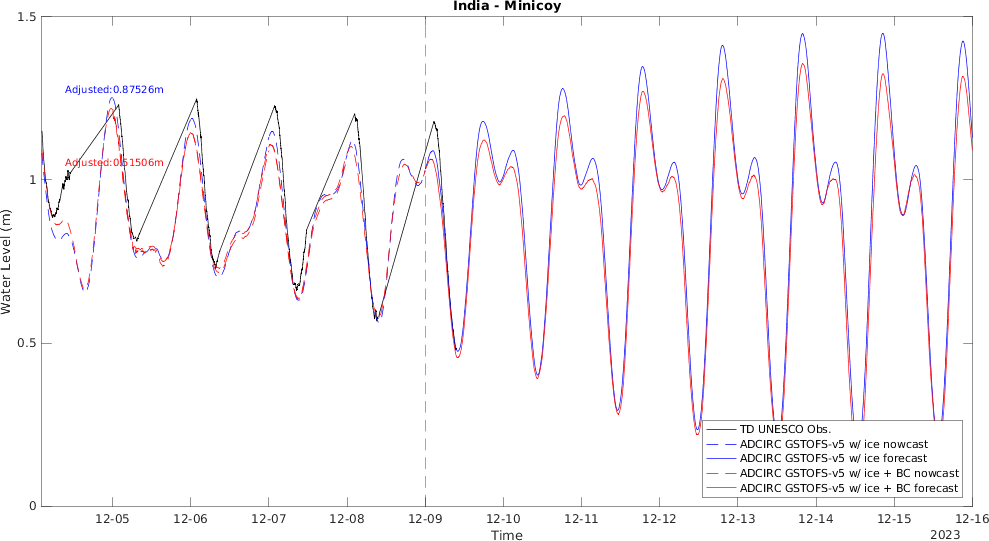 India - Minicoy
Water Level (m)
1.5
1
0.5
0
Adjusted:0.87526m
Adjusted:0.51506m
TD UNESCO Obs.
ADCIRC GSTOFS-v5 w/ ice nowcast
ADCIRC GSTOFS-v5 w/ ice forecast
ADCIRC GSTOFS-v5 w/ ice + BC nowcast
ADCIRC GSTOFS-v5 w/ ice + BC forecast
12-05 12-06 12-07 12-08 12-09 12-10 12-11 12-12 12-13 12-14 12-15 12-16
Time
2023